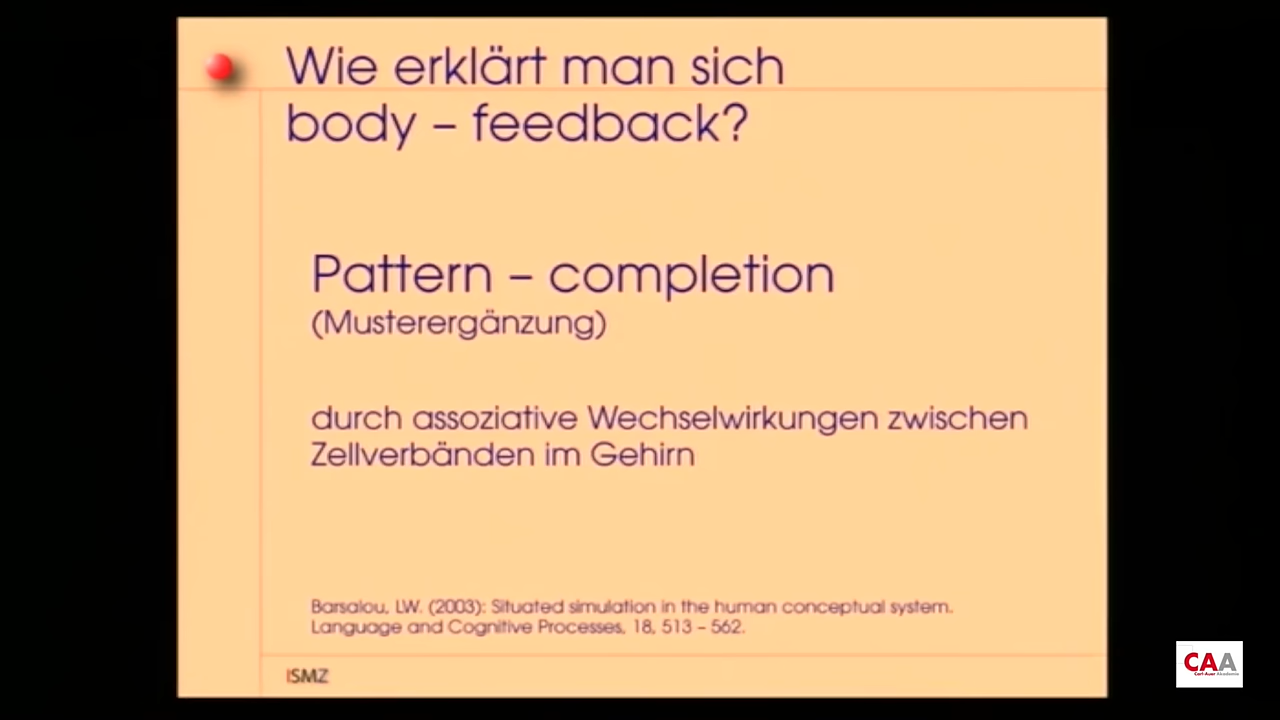 Wie erklärt man sich
body – feedback?
Pattern – completion
(Musterergänzung)
durch assoziative Wechselwirkungen zwischen
Zellverbänden im Gehirn
Barsalou, L.W. (2003): Situated simulation in the human conceptual system.
Language and Cognitive Processes, 18, 513 – 562.
ISMZ
CAA
Carl-Auer Akademie